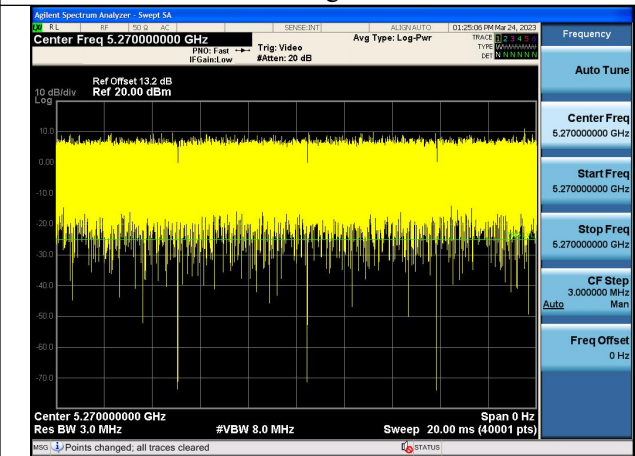 Agilent Spectrum Analyzer - Swept SA
RL RF 50 Ω AC SENSE:INT ALIGN AUTO 01:25:06 PM Mar 24, 2023
Center Freq 5.270000000 GHz
PNO: Fast
IFGain:Low
Trig: Video
#Atten: 20 dB
Avg Type: Log-Pwr
TRACE 1 2 3 4 5 6
TYPE WWWWWW
DET N N N N N N
Ref Offset 13.2 dB
10 dB/div Ref 20.00 dBm
Log
10.0
0.00
-10.0
-20.0
-30.0
-40.0
-50.0
-60.0
-70.0
Center 5.270000000 GHz Span 0 Hz
Res BW 3.0 MHz #VBW 8.0 MHz Sweep 20.00 ms (40001 pts)
MSG Points changed; all traces cleared STATUS
Frequency
Auto Tune
Center Freq
5.270000000 GHz
Start Freq
5.270000000 GHz
Stop Freq
5.270000000 GHz
CF Step
3.000000 MHz
Auto Man
Freq Offset
0 Hz